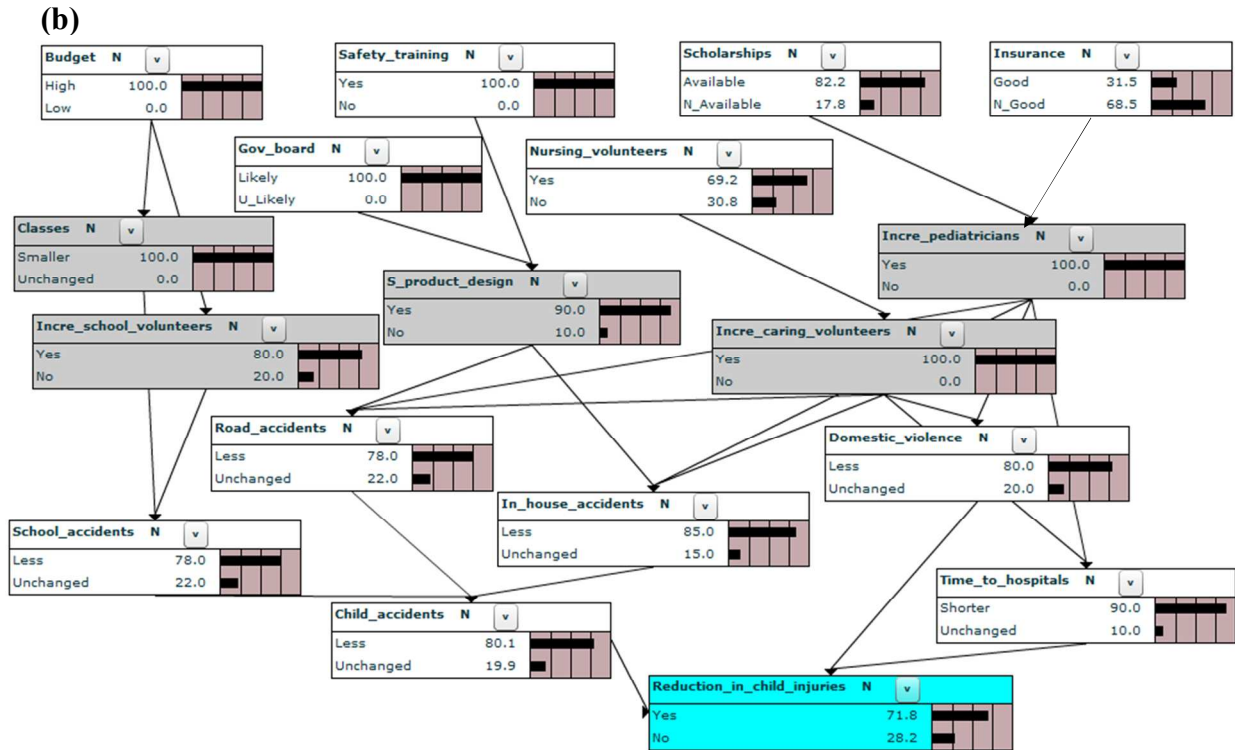 (b)
Budget N v
High 100.0
Low 0.0
Safety_training N v
Yes 100.0
No 0.0
Scholarships N v
Available 82.2
N_Available 17.8
Insurance N v
Good 31.5
N_Good 68.5
Gov_board N v
Likely 100.0
U_Likely 0.0
Nursing_volunteers N v
Yes 69.2
No 30.8
Classes N v
Smaller 100.0
Unchanged 0.0
Incre_pediatricians N v
Yes 100.0
No 0.0
S_product_design N v
Yes 90.0
No 10.0
Incre_school_volunteers N v
Yes 80.0
No 20.0
Incre_caring_volunteers N v
Yes 100.0
No 0.0
Road_accidents N v
Less 78.0
Unchanged 22.0
Domestic_violence N v
Less 80.0
Unchanged 20.0
In_house_accidents N v
Less 85.0
Unchanged 15.0
School_accidents N v
Less 78.0
Unchanged 22.0
Time_to_hospitals N v
Shorter 90.0
Unchanged 10.0
Child_accidents N v
Less 80.1
Unchanged 19.9
Reduction_in_child_injuries N v
Yes 71.8
No 28.2